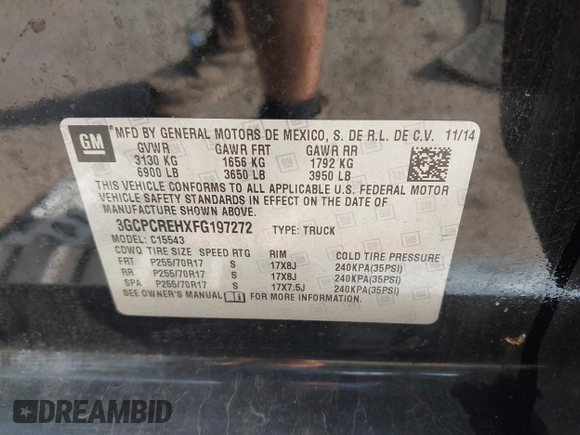 GM
MFD BY GENERAL MOTORS DE MEXICO, S. DE R.L. DE C.V. 11/14
GVWR GAWR FRT GAWR RR
3130 KG 1656 KG 1792 KG
6900 LB 3650 LB 3950 LB
THIS VEHICLE CONFORMS TO ALL APPLICABLE U.S. FEDERAL MOTOR
VEHICLE SAFETY STANDARDS IN EFFECT ON THE DATE OF
MANUFACTURE SHOWN ABOVE.
3GCPCREHXFG197272 TYPE: TRUCK
MODEL: C15543
CDWQ TIRE SIZE SPEED RTG RIM COLD TIRE PRESSURE
FRT P255/70R17 S 17X8J 240KPA(35PSI)
RR P255/70R17 S 17X8J 240KPA(35PSI)
SPA P255/70R17 S 17X7.5J 240KPA(35PSI)
SEE OWNER'S MANUAL FOR MORE INFORMATION.
DREAMBID